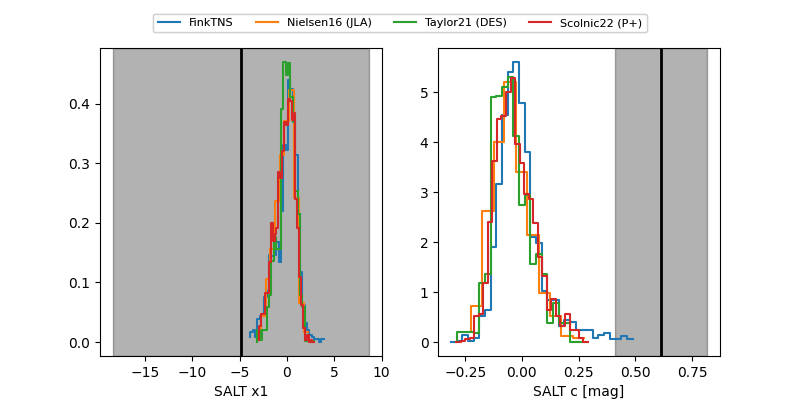 FinkTNS Nielsen16 (JLA) Taylor21 (DES) Scolnic22 (P+)
0.4
0.3
0.2
0.1
0.0
−15 −10 −5 0 5 10
SALT x1
5
4
3
2
1
0
−0.25 0.00 0.25 0.50 0.75
SALT c [mag]